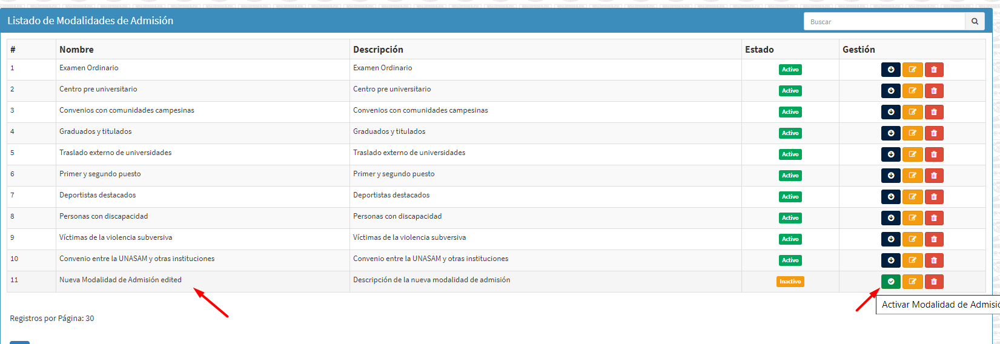 Listado de Modalidades de Admisión
Buscar
# Nombre Descripción Estado Gestión
1 Examen Ordinario Examen Ordinario Activo
2 Centro pre universitario Centro pre universitario Activo
3 Convenios con comunidades campesinas Convenios con comunidades campesinas Activo
4 Graduados y titulados Graduados y titulados Activo
5 Traslado externo de universidades Traslado externo de universidades Activo
6 Primer y segundo puesto Primer y segundo puesto Activo
7 Deportistas destacados Deportistas destacados Activo
8 Personas con discapacidad Personas con discapacidad Activo
9 Víctimas de la violencia subversiva Víctimas de la violencia subversiva Activo
10 Convenio entre la UNASAM y otras instituciones Convenio entre la UNASAM y otras instituciones Activo
11 Nueva Modalidad de Admisión edited Descripción de la nueva modalidad de admisión Inactivo
Activar Modalidad de Admisió
Registros por Página: 30